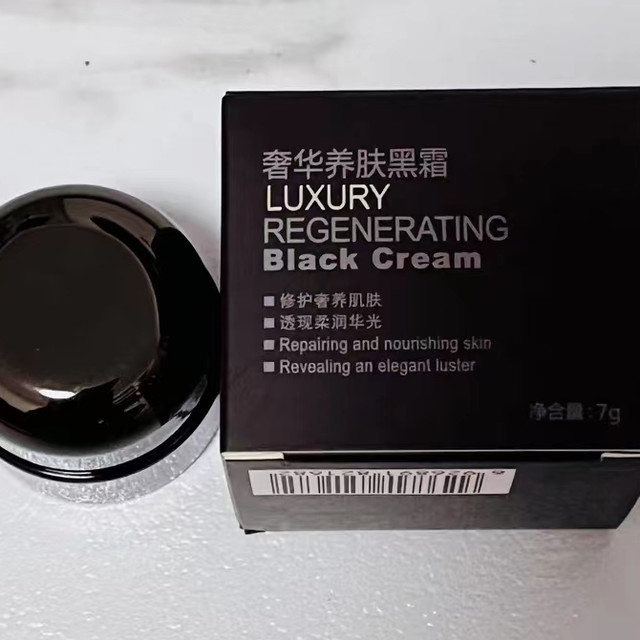 奢华养肤黑霜
LUXURY
REGENERATING
Black Cream
■ 修护奢养肌肤
■ 透现柔润华光
■ Repairing and nourishing skin
■ Revealing an elegant luster
净含量:7g